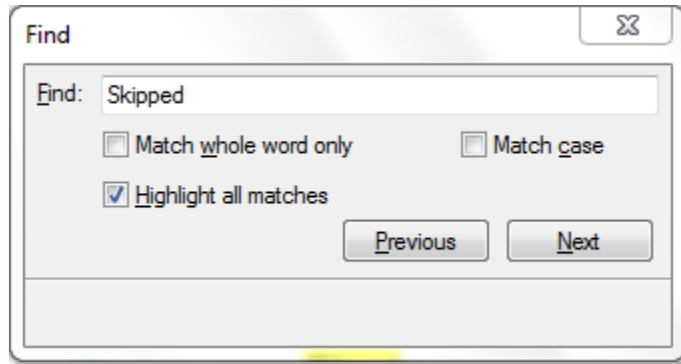 Find
Find: Skipped
Match whole word only Match case
Highlight all matches
Previous Next